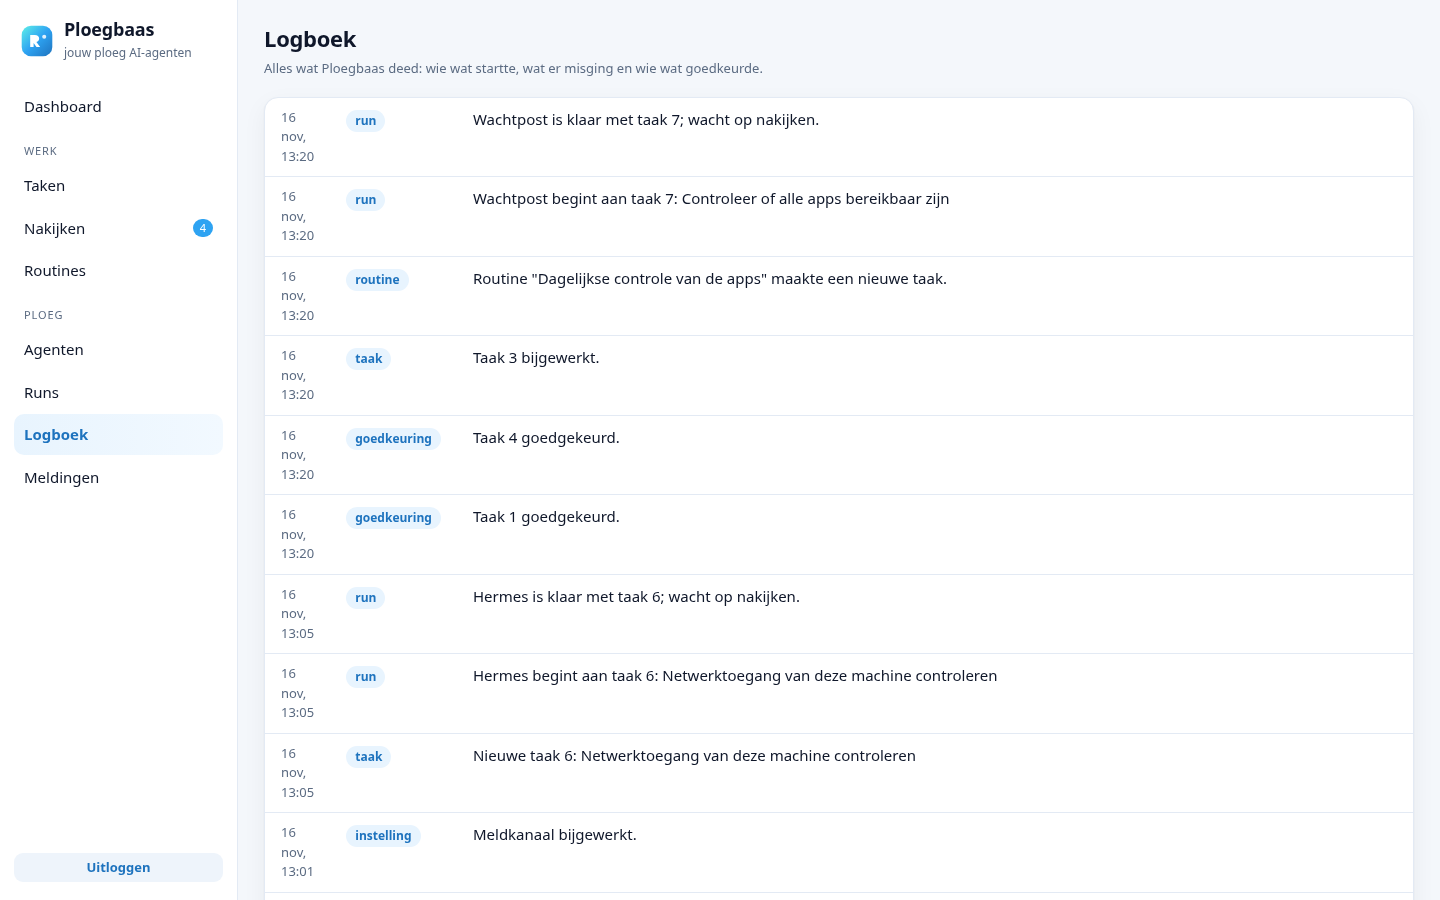 Ploegbaas
jouw ploeg AI-agenten
Dashboard
WERK
Taken
Nakijken 4
Routines
PLOEG
Agenten
Runs
Logboek
Meldingen
Uitloggen
Logboek
Alles wat Ploegbaas deed: wie wat startte, wat er misging en wie wat goedkeurde.
16
nov,
13:20
run
Wachtpost is klaar met taak 7; wacht op nakijken.
16
nov,
13:20
run
Wachtpost begint aan taak 7: Controleer of alle apps bereikbaar zijn
16
nov,
13:20
routine
Routine "Dagelijkse controle van de apps" maakte een nieuwe taak.
16
nov,
13:20
taak
Taak 3 bijgewerkt.
16
nov,
13:20
goedkeuring
Taak 4 goedgekeurd.
16
nov,
13:20
goedkeuring
Taak 1 goedgekeurd.
16
nov,
13:05
run
Hermes is klaar met taak 6; wacht op nakijken.
16
nov,
13:05
run
Hermes begint aan taak 6: Netwerktoegang van deze machine controleren
16
nov,
13:05
taak
Nieuwe taak 6: Netwerktoegang van deze machine controleren
16
nov,
13:01
instelling
Meldkanaal bijgewerkt.